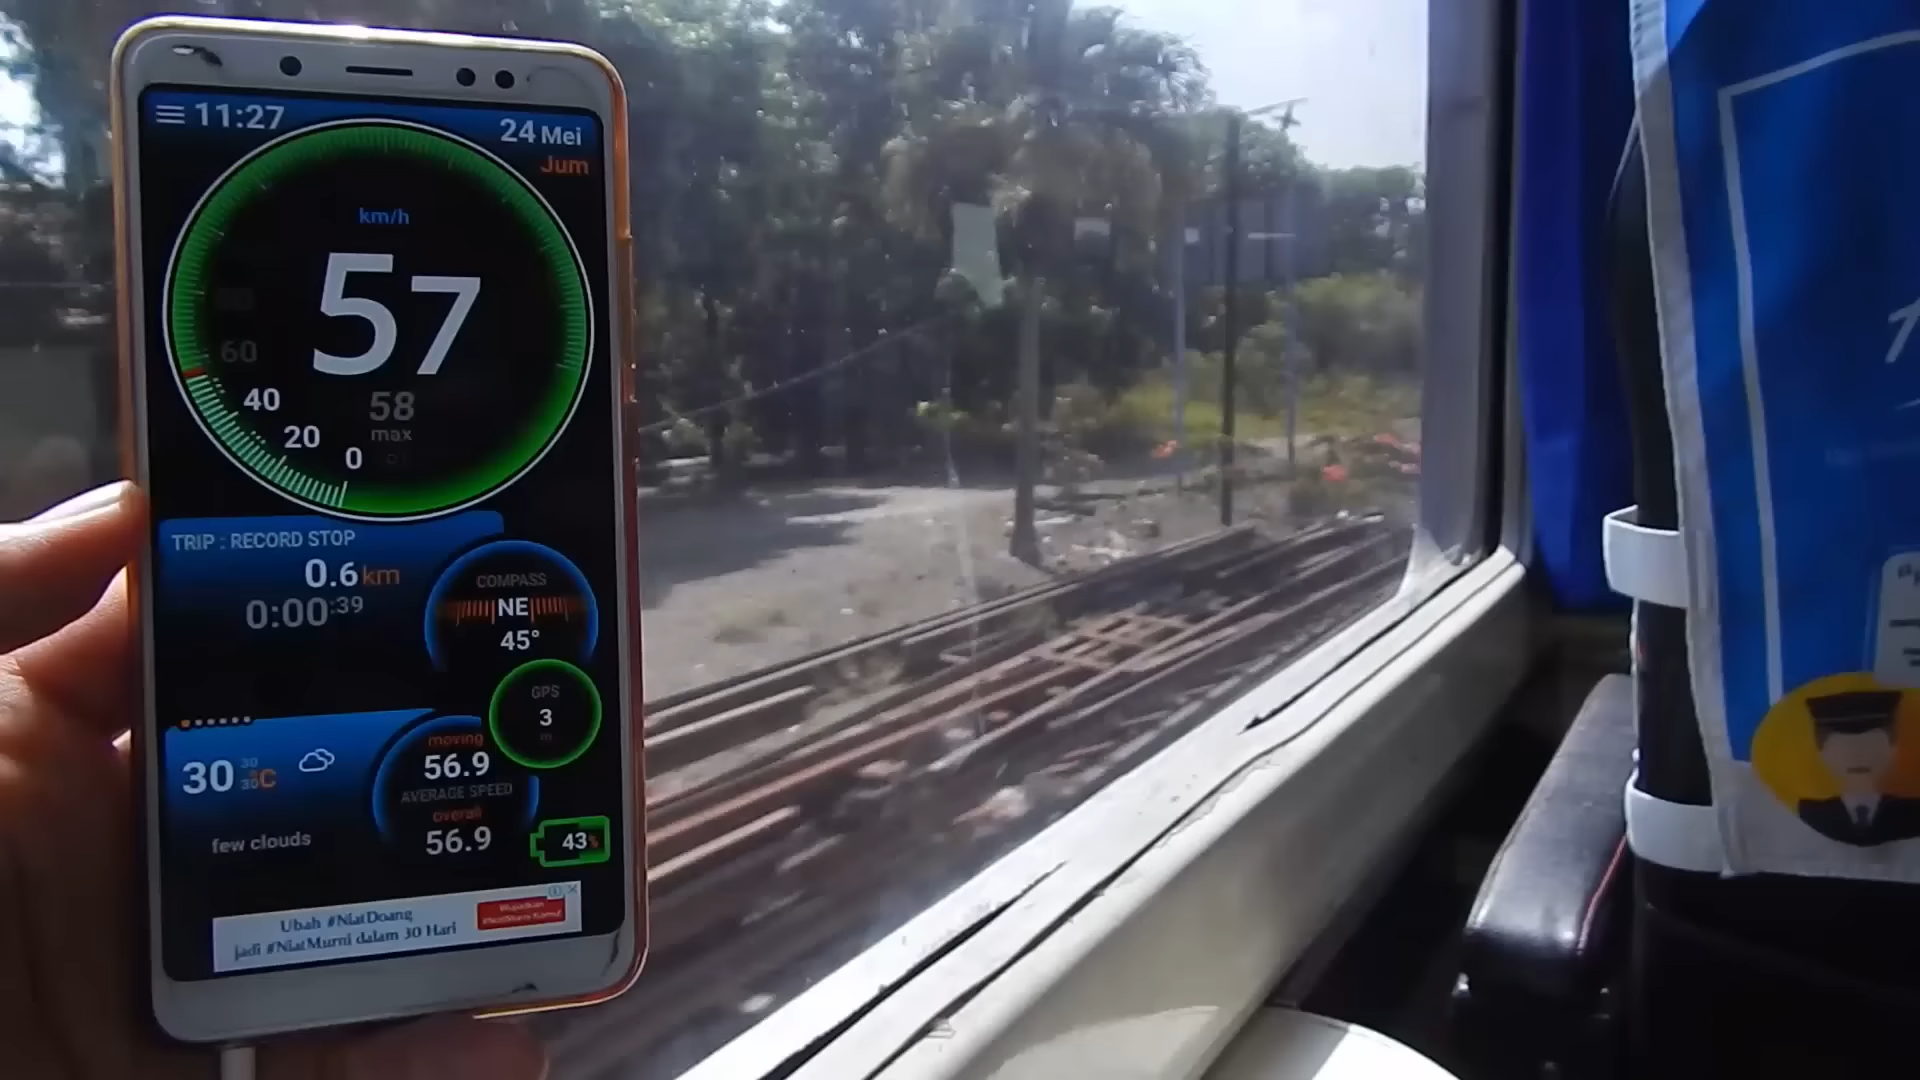 11:27
24 Mei
Jum
km/h
57
60
40
20
0
58
max
TRIP : RECORD STOP
0.6 km
0:00:39
COMPASS
NE
45°
GPS
3
m
30 °C
30
30
few clouds
moving
56.9
AVERAGE SPEED
overall
56.9
43%
Ubah #NiatDoang
jadi #NiatMurni dalam 30 Hari